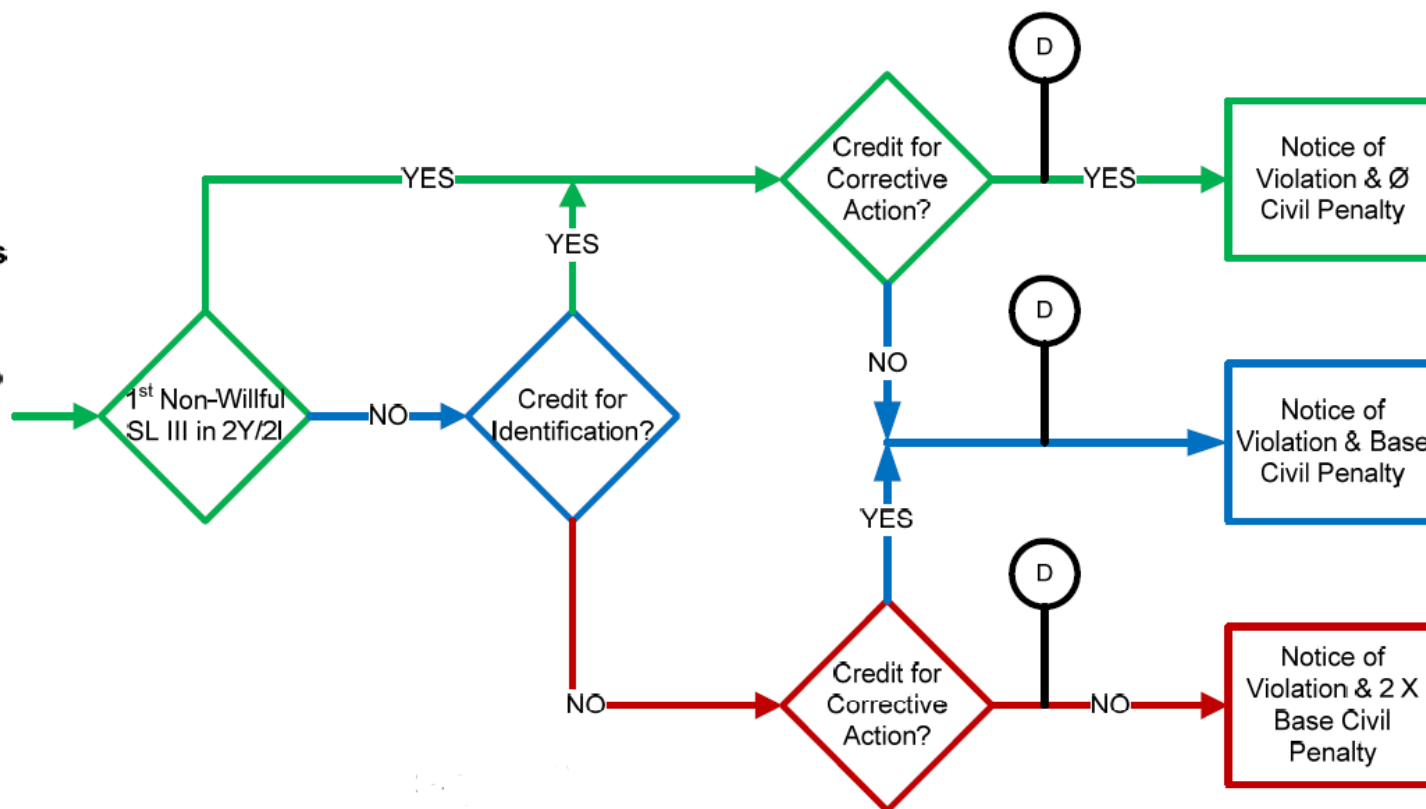 D
Credit for
Corrective
Action?
YES
YES
Notice of
Violation & Ø
Civil Penalty
YES
s
D
NO
1st Non-Willful
SL III in 2Y/2I
NO
Credit for
Identification?
Notice of
Violation & Base
Civil Penalty
YES
D
Credit for
Corrective
Action?
NO
NO
Notice of
Violation & 2 X
Base Civil
Penalty